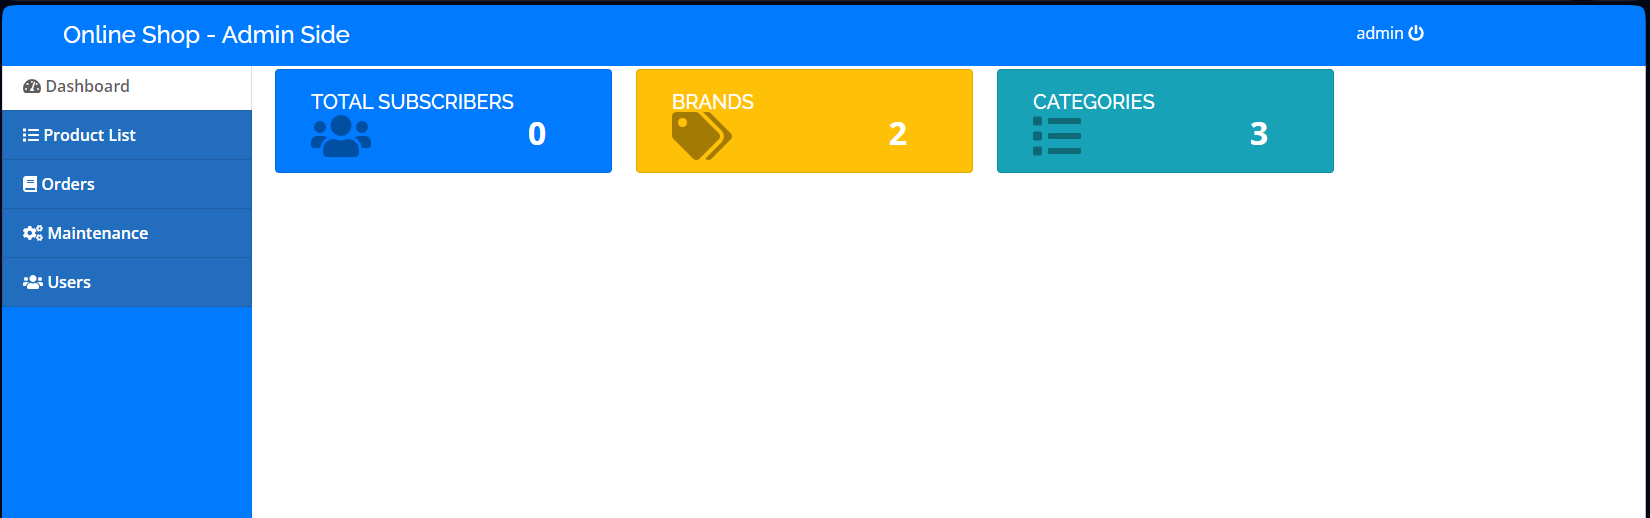 Online Shop - Admin Side
admin
Dashboard
Product List
Orders
Maintenance
Users
TOTAL SUBSCRIBERS
0
BRANDS
2
CATEGORIES
3